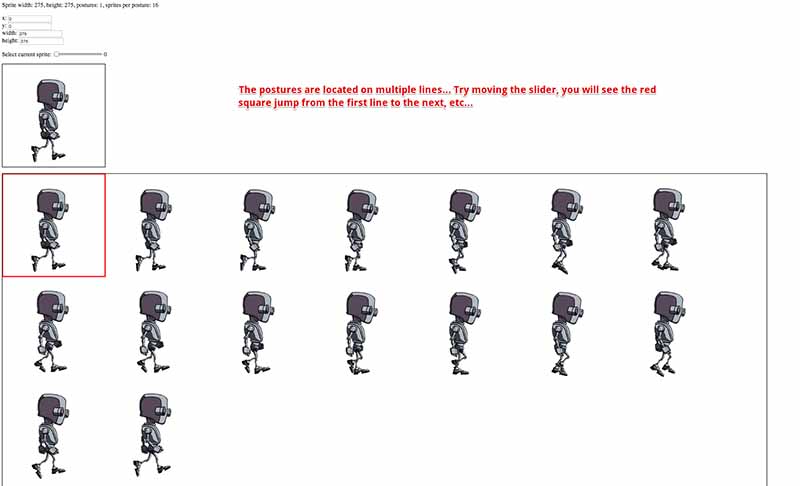 Sprite width: 275, height: 275, postures: 1, sprites per posture: 16
x: 0
y: 0
width: 275
height: 275
Select current sprite: 0
The postures are located on multiple lines... Try moving the slider, you will see the red
square jump from the first line to the next, etc...